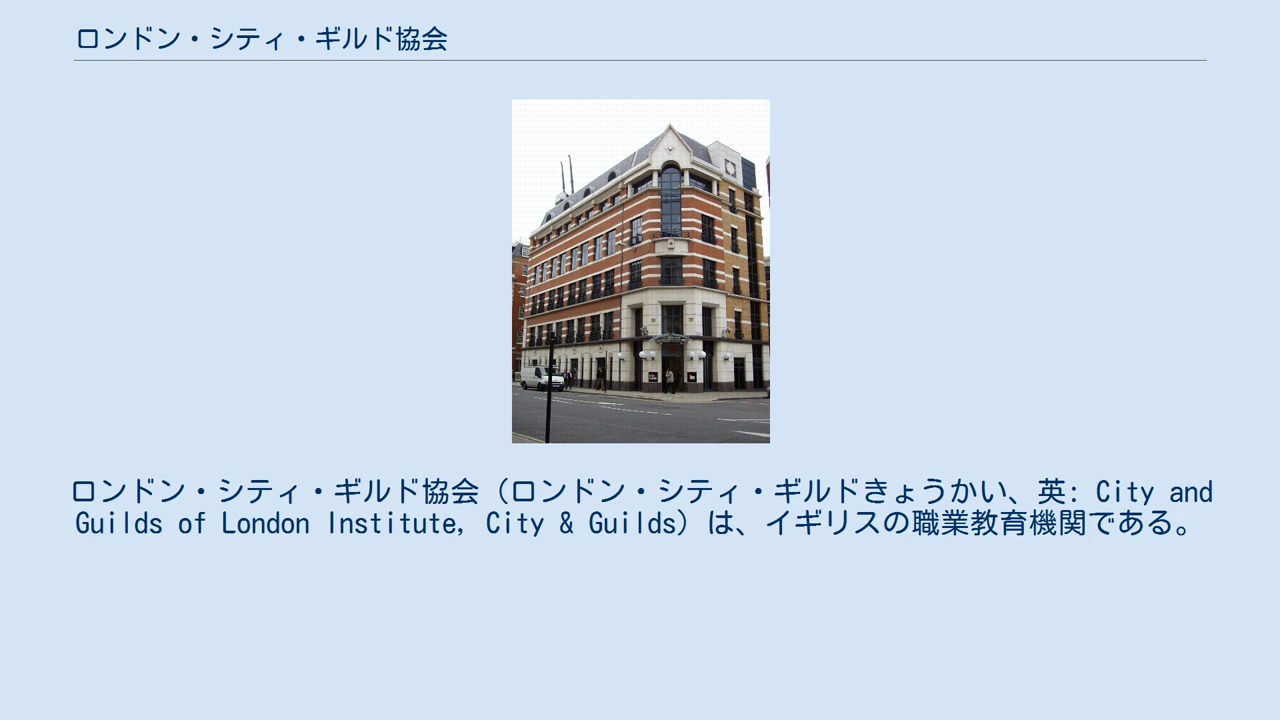 ロンドン・シティ・ギルド協会
ロンドン・シティ・ギルド協会（ロンドン・シティ・ギルドきょうかい、英: City and
Guilds of London Institute, City & Guilds）は、イギリスの職業教育機関である。